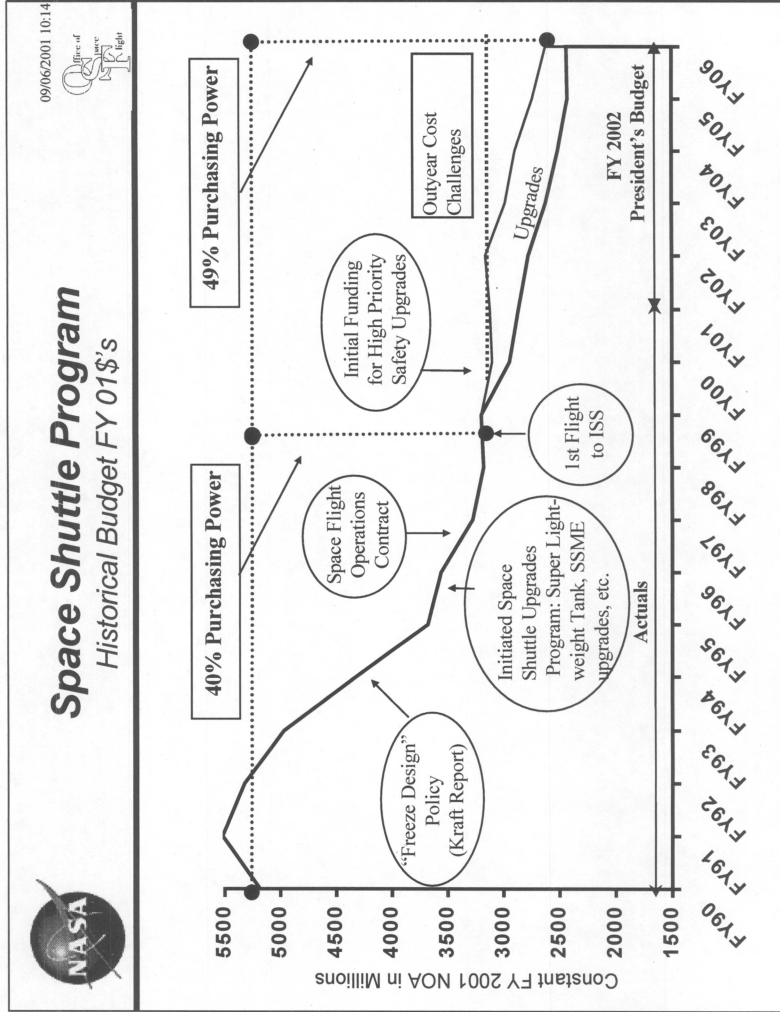 NASA
Space Shuttle Program
Historical Budget FY 01$'s
09/06/2001 10:14
Office of
Space
Flight
40% Purchasing Power
49% Purchasing Power
"Freeze Design"
Policy
(Kraft Report)
Space Flight
Operations
Contract
Initial Funding
for High Priority
Safety Upgrades
Outyear Cost
Challenges
Upgrades
Initiated Space
Shuttle Upgrades
Program: Super Light-
weight Tank, SSME
upgrades, etc.
1st Flight
to ISS
Actuals
FY 2002
President's Budget
Constant FY 2001 NOA in Millions
5500
5000
4500
4000
3500
3000
2500
2000
1500
FY90
FY91
FY92
FY93
FY94
FY95
FY96
FY97
FY98
FY99
FY00
FY01
FY02
FY03
FY04
FY05
FY06